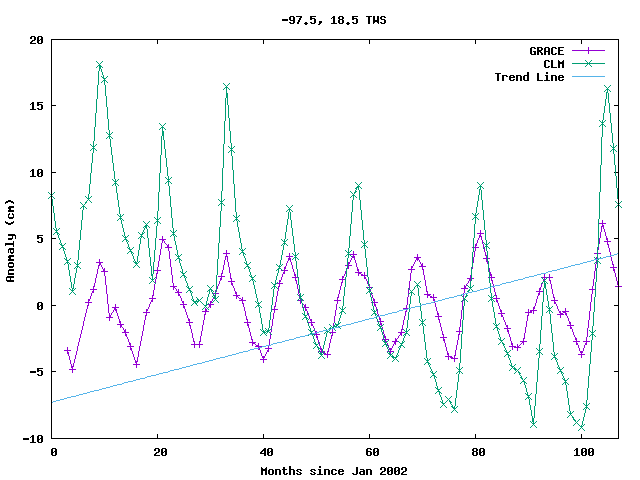 -97.5, 18.5 TWS
GRACE
CLM
Trend Line
20
15
10
5
0
-5
-10
Anomaly (cm)
0 20 40 60 80 100
Months since Jan 2002